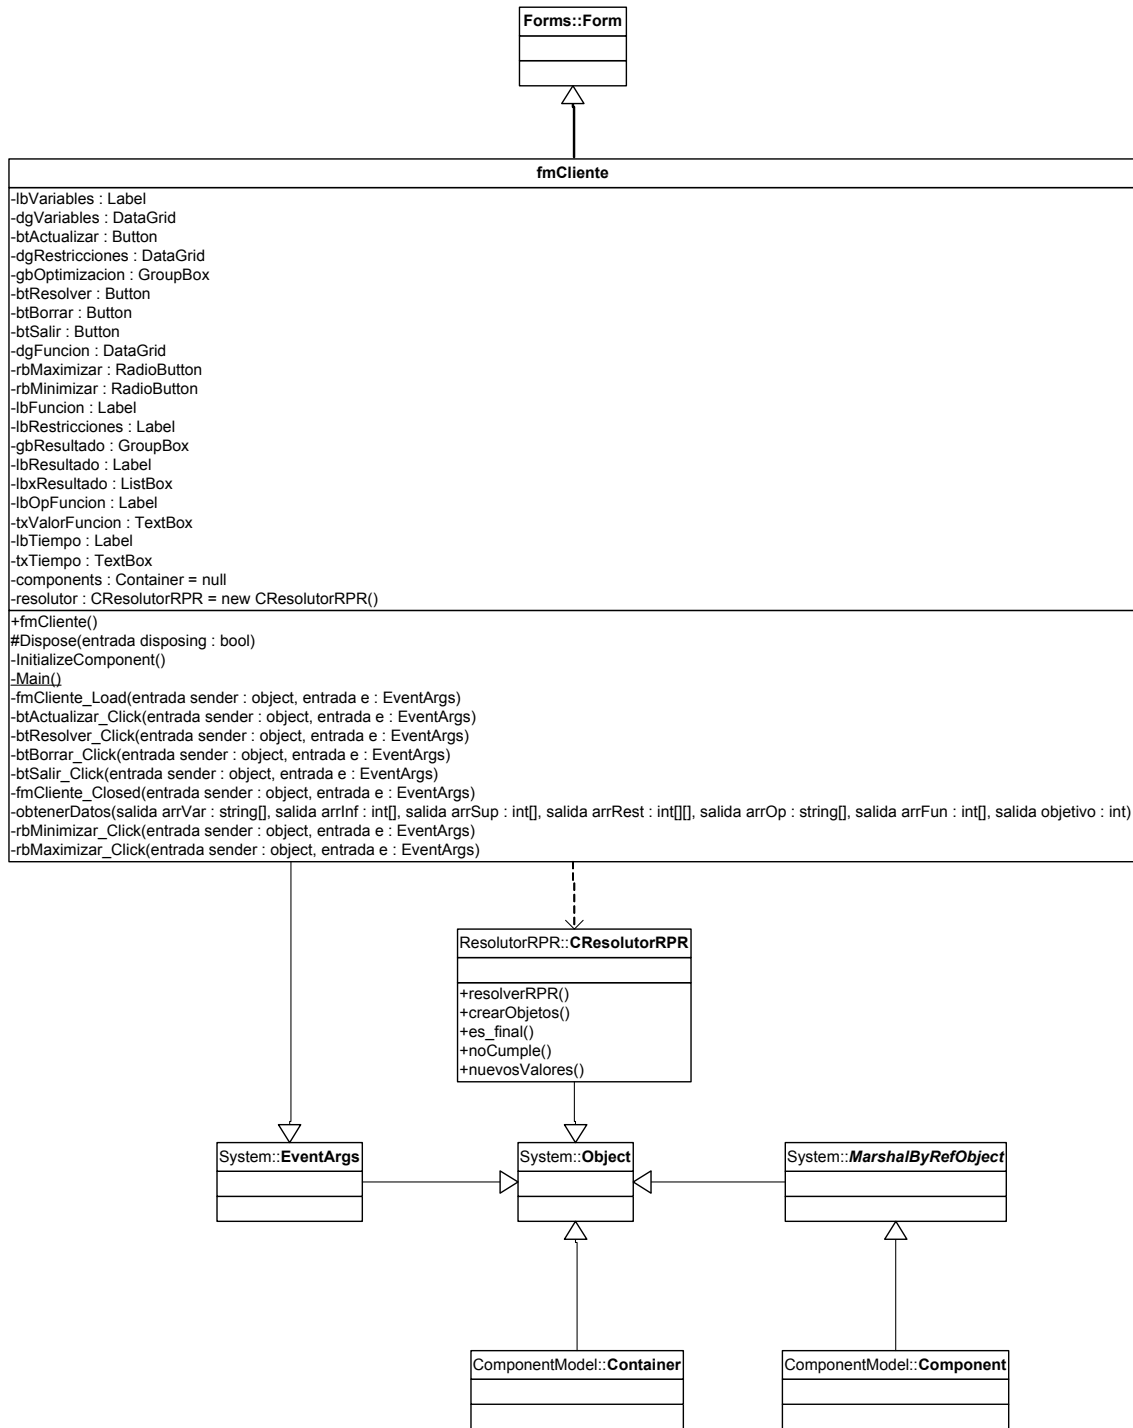 Forms::Form
fmCliente
-lbVariables : Label
-dgVariables : DataGrid
-btActualizar : Button
-dgRestricciones : DataGrid
-gbOptimizacion : GroupBox
-btResolver : Button
-btBorrar : Button
-btSalir : Button
-dgFuncion : DataGrid
-rbMaximizar : RadioButton
-rbMinimizar : RadioButton
-lbFuncion : Label
-lbRestricciones : Label
-gbResultado : GroupBox
-lbResultado : Label
-lbxResultado : ListBox
-lbOpFuncion : Label
-txValorFuncion : TextBox
-lbTiempo : Label
-txTiempo : TextBox
-components : Container = null
-resolutor : CResolutorRPR = new CResolutorRPR()
+fmCliente()
#Dispose(entrada disposing : bool)
-InitializeComponent()
-Main()
-fmCliente_Load(entrada sender : object, entrada e : EventArgs)
-btActualizar_Click(entrada sender : object, entrada e : EventArgs)
-btResolver_Click(entrada sender : object, entrada e : EventArgs)
-btBorrar_Click(entrada sender : object, entrada e : EventArgs)
-btSalir_Click(entrada sender : object, entrada e : EventArgs)
-fmCliente_Closed(entrada sender : object, entrada e : EventArgs)
-obtenerDatos(salida arrVar : string[], salida arrInf : int[], salida arrSup : int[], salida arrRest : int[][], salida arrOp : string[], salida arrFun : int[], salida objetivo : int)
-rbMinimizar_Click(entrada sender : object, entrada e : EventArgs)
-rbMaximizar_Click(entrada sender : object, entrada e : EventArgs)
ResolutorRPR::CResolutorRPR
+resolverRPR()
+crearObjetos()
+es_final()
+noCumple()
+nuevosValores()
System::EventArgs
System::Object
System::MarshalByRefObject
ComponentModel::Container
ComponentModel::Component